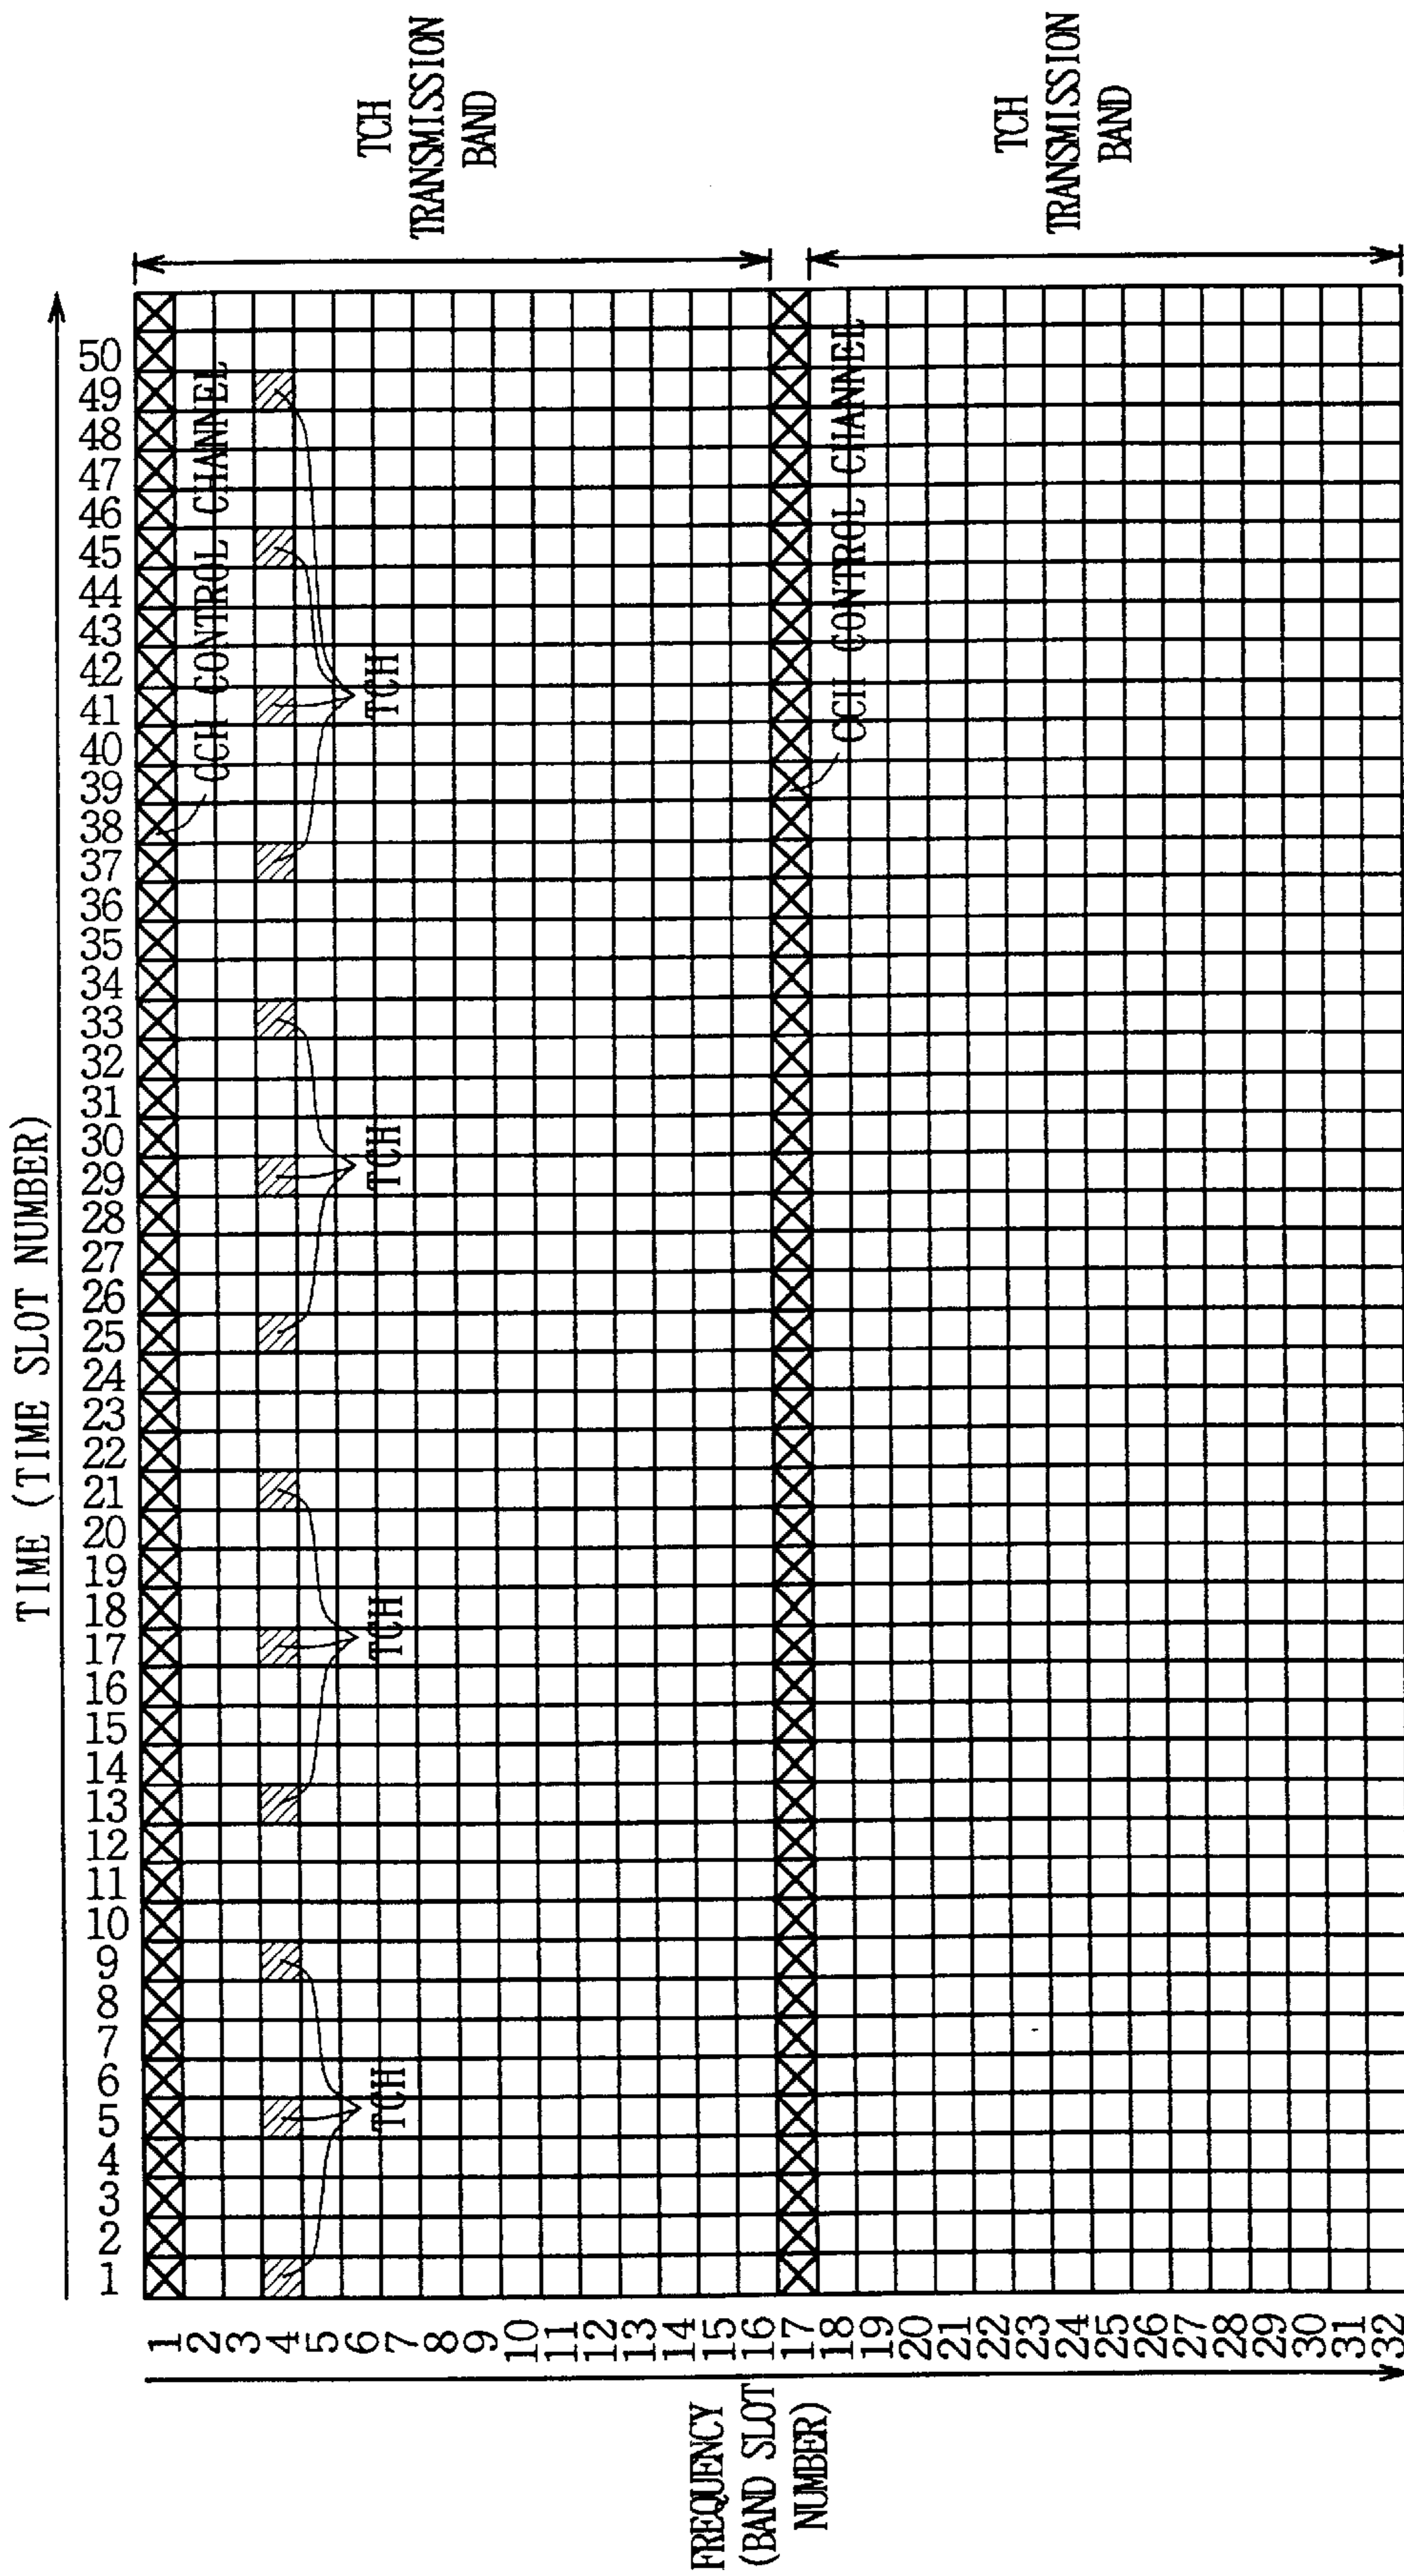 TIME (TIME SLOT NUMBER)
1 2 3 4 5 6 7 8 9 10 11 12 13 14 15 16 17 18 19 20 21 22 23 24 25 26 27 28 29 30 31 32 33 34 35 36 37 38 39 40 41 42 43 44 45 46 47 48 49 50
FREQUENCY
(BAND SLOT
NUMBER)
1
2
3
4
5
6
7
8
9
10
11
12
13
14
15
16
17
18
19
20
21
22
23
24
25
26
27
28
29
30
31
32
CCH CONTROL CHANNEL
TCH
TCH
TCH
TCH
CCH CONTROL CHANNEL
TCH
TRANSMISSION
BAND
TCH
TRANSMISSION
BAND